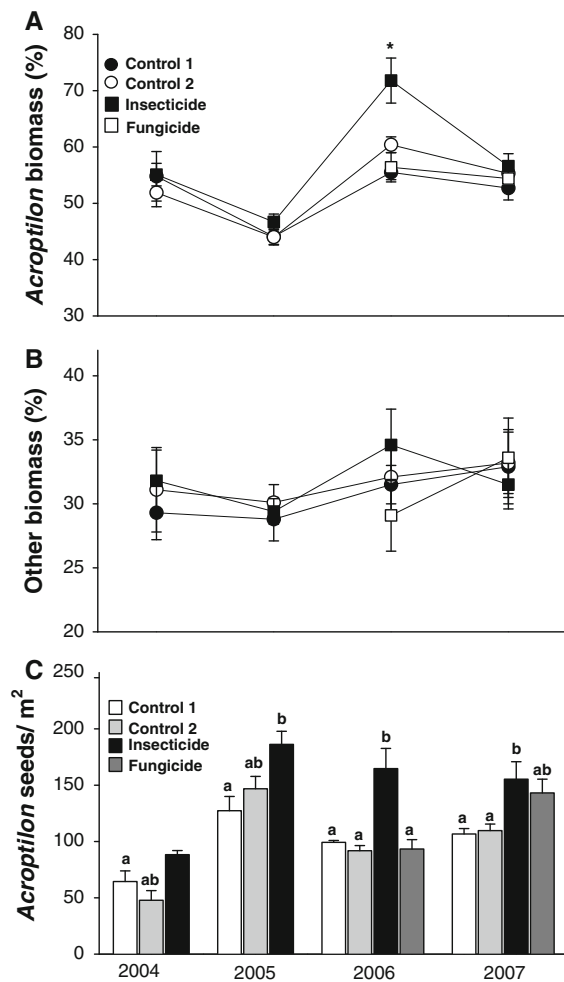 A
Acroptilon biomass (%)
80
70
60
50
40
30
Control 1
Control 2
Insecticide
Fungicide
*
B
Other biomass (%)
40
35
30
25
20
C
Acroptilon seeds/ m²
250
200
150
100
50
0
Control 1
Control 2
Insecticide
Fungicide
a ab
a ab b
a a b a
a a b ab
2004 2005 2006 2007